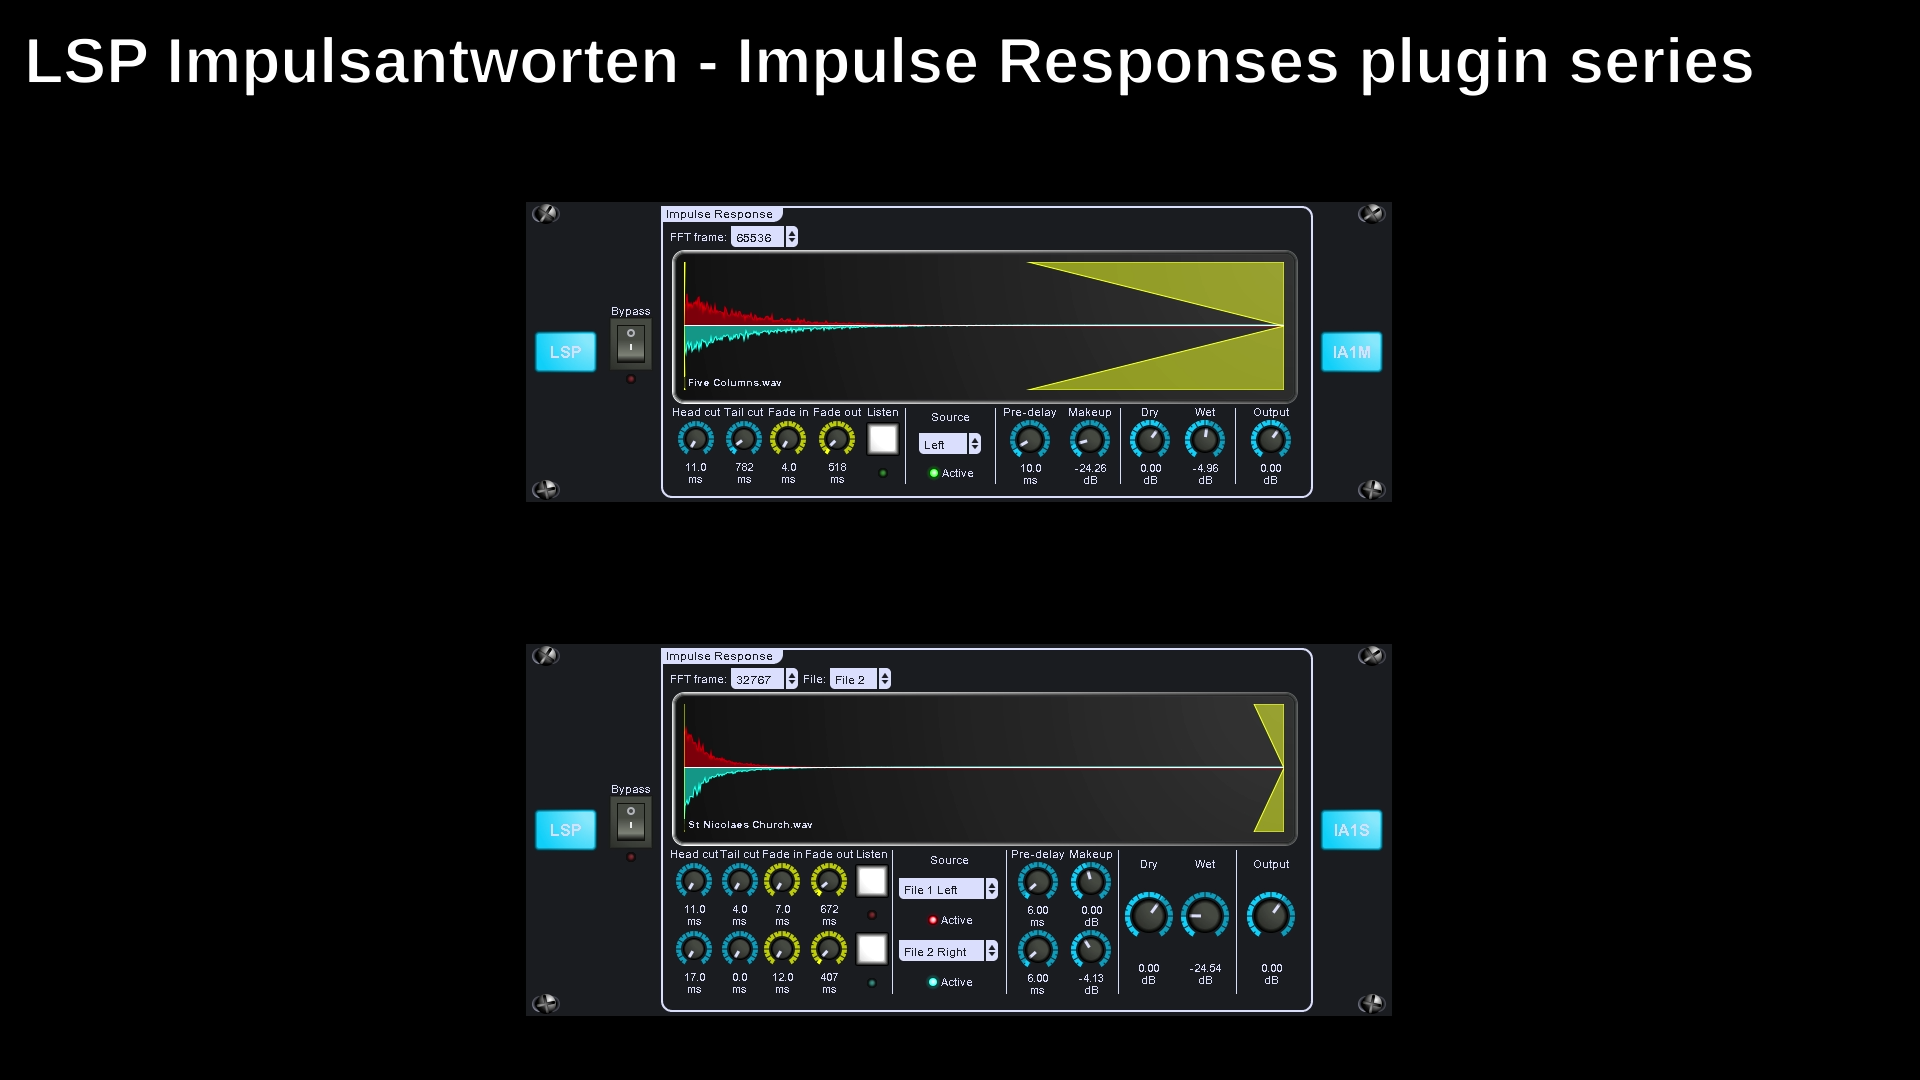 LSP Impulsantworten - Impulse Responses plugin series
Impulse Response
FFT frame: 65536
Five Columns.wav
Bypass
LSP
IA1M
Head cut Tail cut Fade in Fade out Listen
11.0 782 4.0 518
ms ms ms ms
Source
Left
Active
Pre-delay Makeup Dry Wet Output
10.0 -24.26 0.00 -4.96 0.00
ms dB dB dB dB
Impulse Response
FFT frame: 32767 File: File 2
St Nicolaes Church.wav
Bypass
LSP
IA1S
Head cut Tail cut Fade in Fade out Listen
11.0 4.0 7.0 672
ms ms ms ms
17.0 0.0 12.0 407
ms ms ms ms
Source
File 1 Left
Active
File 2 Right
Active
Pre-delay Makeup
6.00 0.00
ms dB
6.00 -4.13
ms dB
Dry Wet Output
0.00 -24.54 0.00
dB dB dB